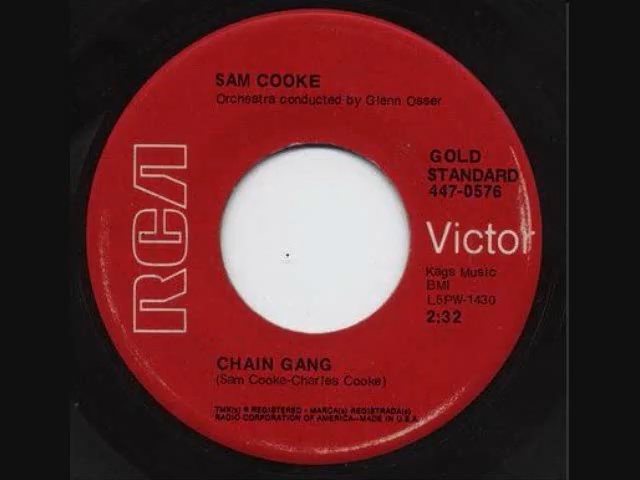 SAM COOKE
Orchestra conducted by Glenn Osser
RCA
GOLD
STANDARD
447-0576
Victor
Kags Music
BMI
L5PW-1430
2:32
CHAIN GANG
(Sam Cooke-Charles Cooke)
TMK(s) ® REGISTERED - MARCA(s) REGISTRADA(s)
RADIO CORPORATION OF AMERICA—MADE IN U.S.A.